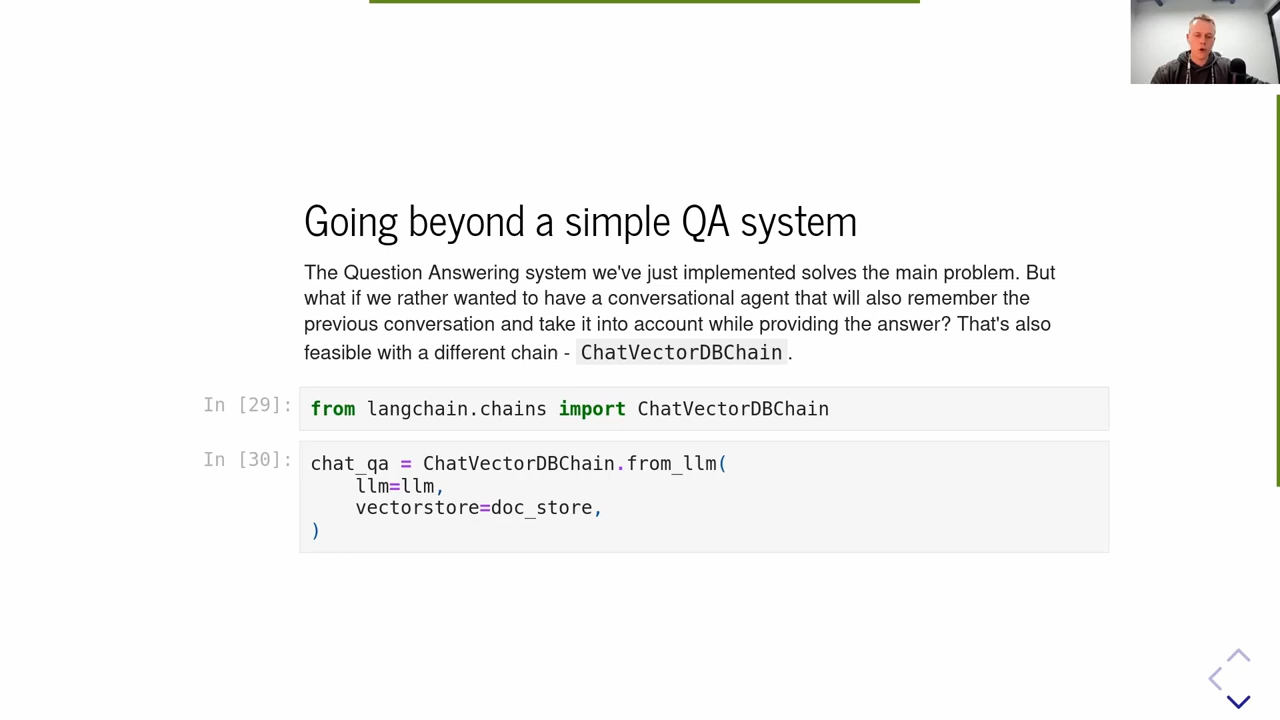 Going beyond a simple QA system
The Question Answering system we've just implemented solves the main problem. But
what if we rather wanted to have a conversational agent that will also remember the
previous conversation and take it into account while providing the answer? That's also
feasible with a different chain - ChatVectorDBChain.
In [29]: from langchain.chains import ChatVectorDBChain
In [30]: chat_qa = ChatVectorDBChain.from_llm(
    llm=llm,
    vectorstore=doc_store,
)